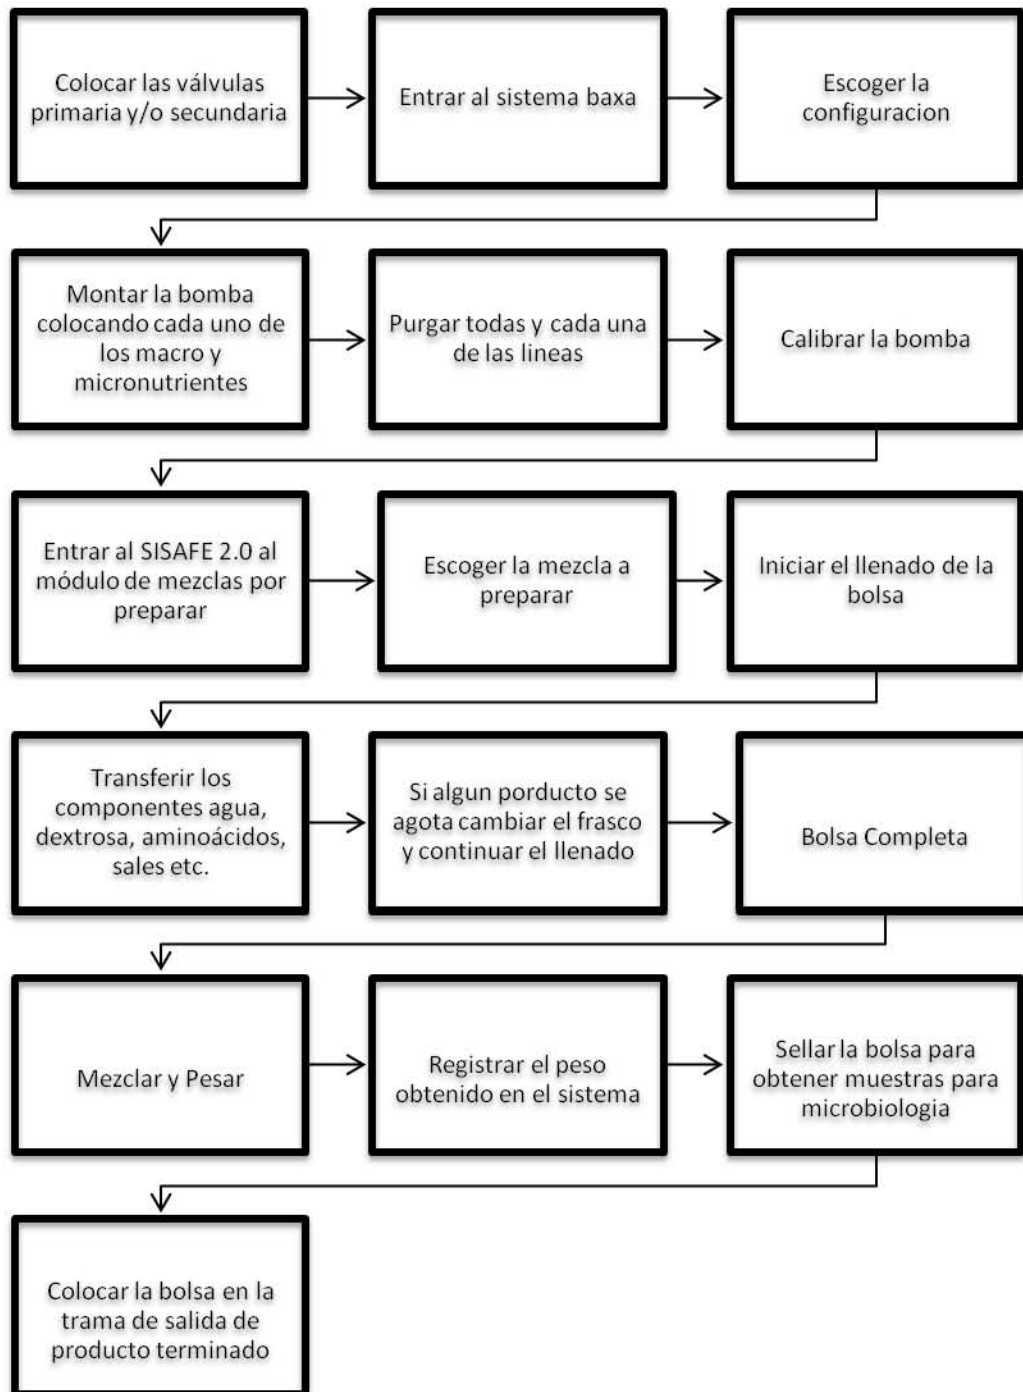 Colocar las válvulas
primaria y/o secundaria
Entrar al sistema baxa
Escoger la
configuracion
Montar la bomba
colocando cada uno de
los macro y
micronutrientes
Purgar todas y cada una
de las lineas
Calibrar la bomba
Entrar al SISAFE 2.0 al
módulo de mezclas por
preparar
Escoger la mezcla a
preparar
Iniciar el llenado de la
bolsa
Transferir los
componentes agua,
dextrosa, aminoácidos,
sales etc.
Si algun porducto se
agota cambiar el frasco
y continuar el llenado
Bolsa Completa
Mezclar y Pesar
Registrar el peso
obtenido en el sistema
Sellar la bolsa para
obtener muestras para
microbiologia
Colocar la bolsa en la
trama de salida de
producto terminado